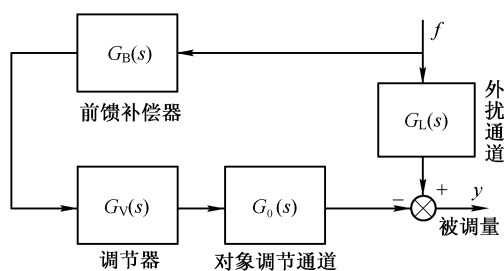 f
G_B(s)
前馈补偿器
G_L(s)
外扰通道
G_V(s)
调节器
G_0(s)
对象调节通道
−
+
y
被调量